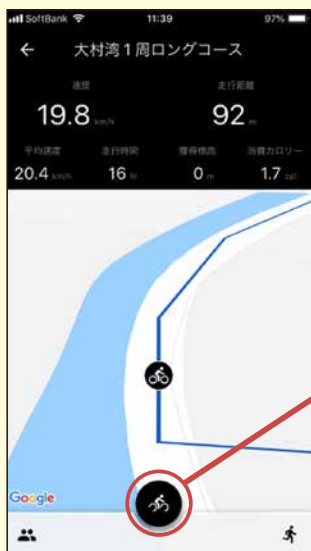 SoftBank 11:39 97%
大村湾1周ロングコース
速度 走行距離
19.8 km/h 92 m
平均速度 走行時間 獲得標高 消費カロリー
20.4 km/h 16 0 m 1.7 cal
Google